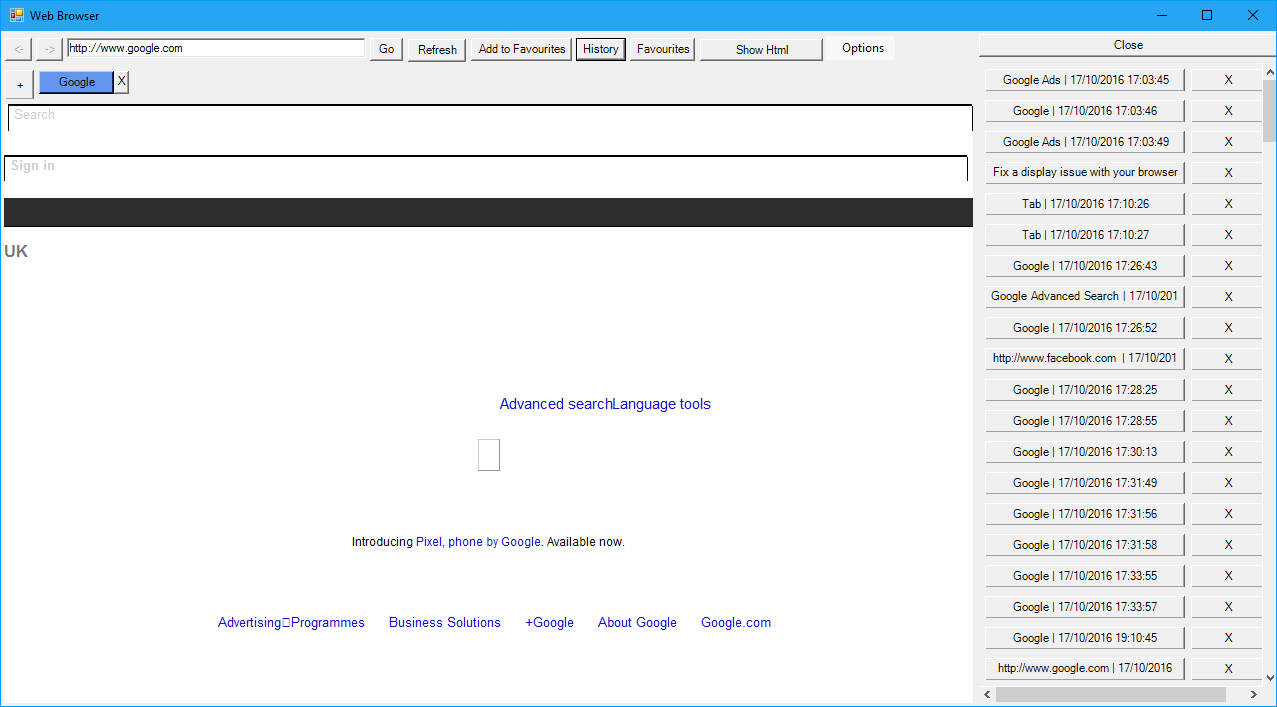 Web Browser
<- -> http://www.google.com Go Refresh Add to Favourites History Favourites Show Html Options Close
+ Google X
Search
Sign in
UK
Advanced searchLanguage tools
Introducing Pixel, phone by Google. Available now.
Advertising▯Programmes Business Solutions +Google About Google Google.com
Google Ads | 17/10/2016 17:03:45 X
Google | 17/10/2016 17:03:46 X
Google Ads | 17/10/2016 17:03:49 X
Fix a display issue with your browser X
Tab | 17/10/2016 17:10:26 X
Tab | 17/10/2016 17:10:27 X
Google | 17/10/2016 17:26:43 X
Google Advanced Search | 17/10/201 X
Google | 17/10/2016 17:26:52 X
http://www.facebook.com | 17/10/201 X
Google | 17/10/2016 17:28:25 X
Google | 17/10/2016 17:28:55 X
Google | 17/10/2016 17:30:13 X
Google | 17/10/2016 17:31:49 X
Google | 17/10/2016 17:31:56 X
Google | 17/10/2016 17:31:58 X
Google | 17/10/2016 17:33:55 X
Google | 17/10/2016 17:33:57 X
Google | 17/10/2016 19:10:45 X
http://www.google.com | 17/10/2016 X